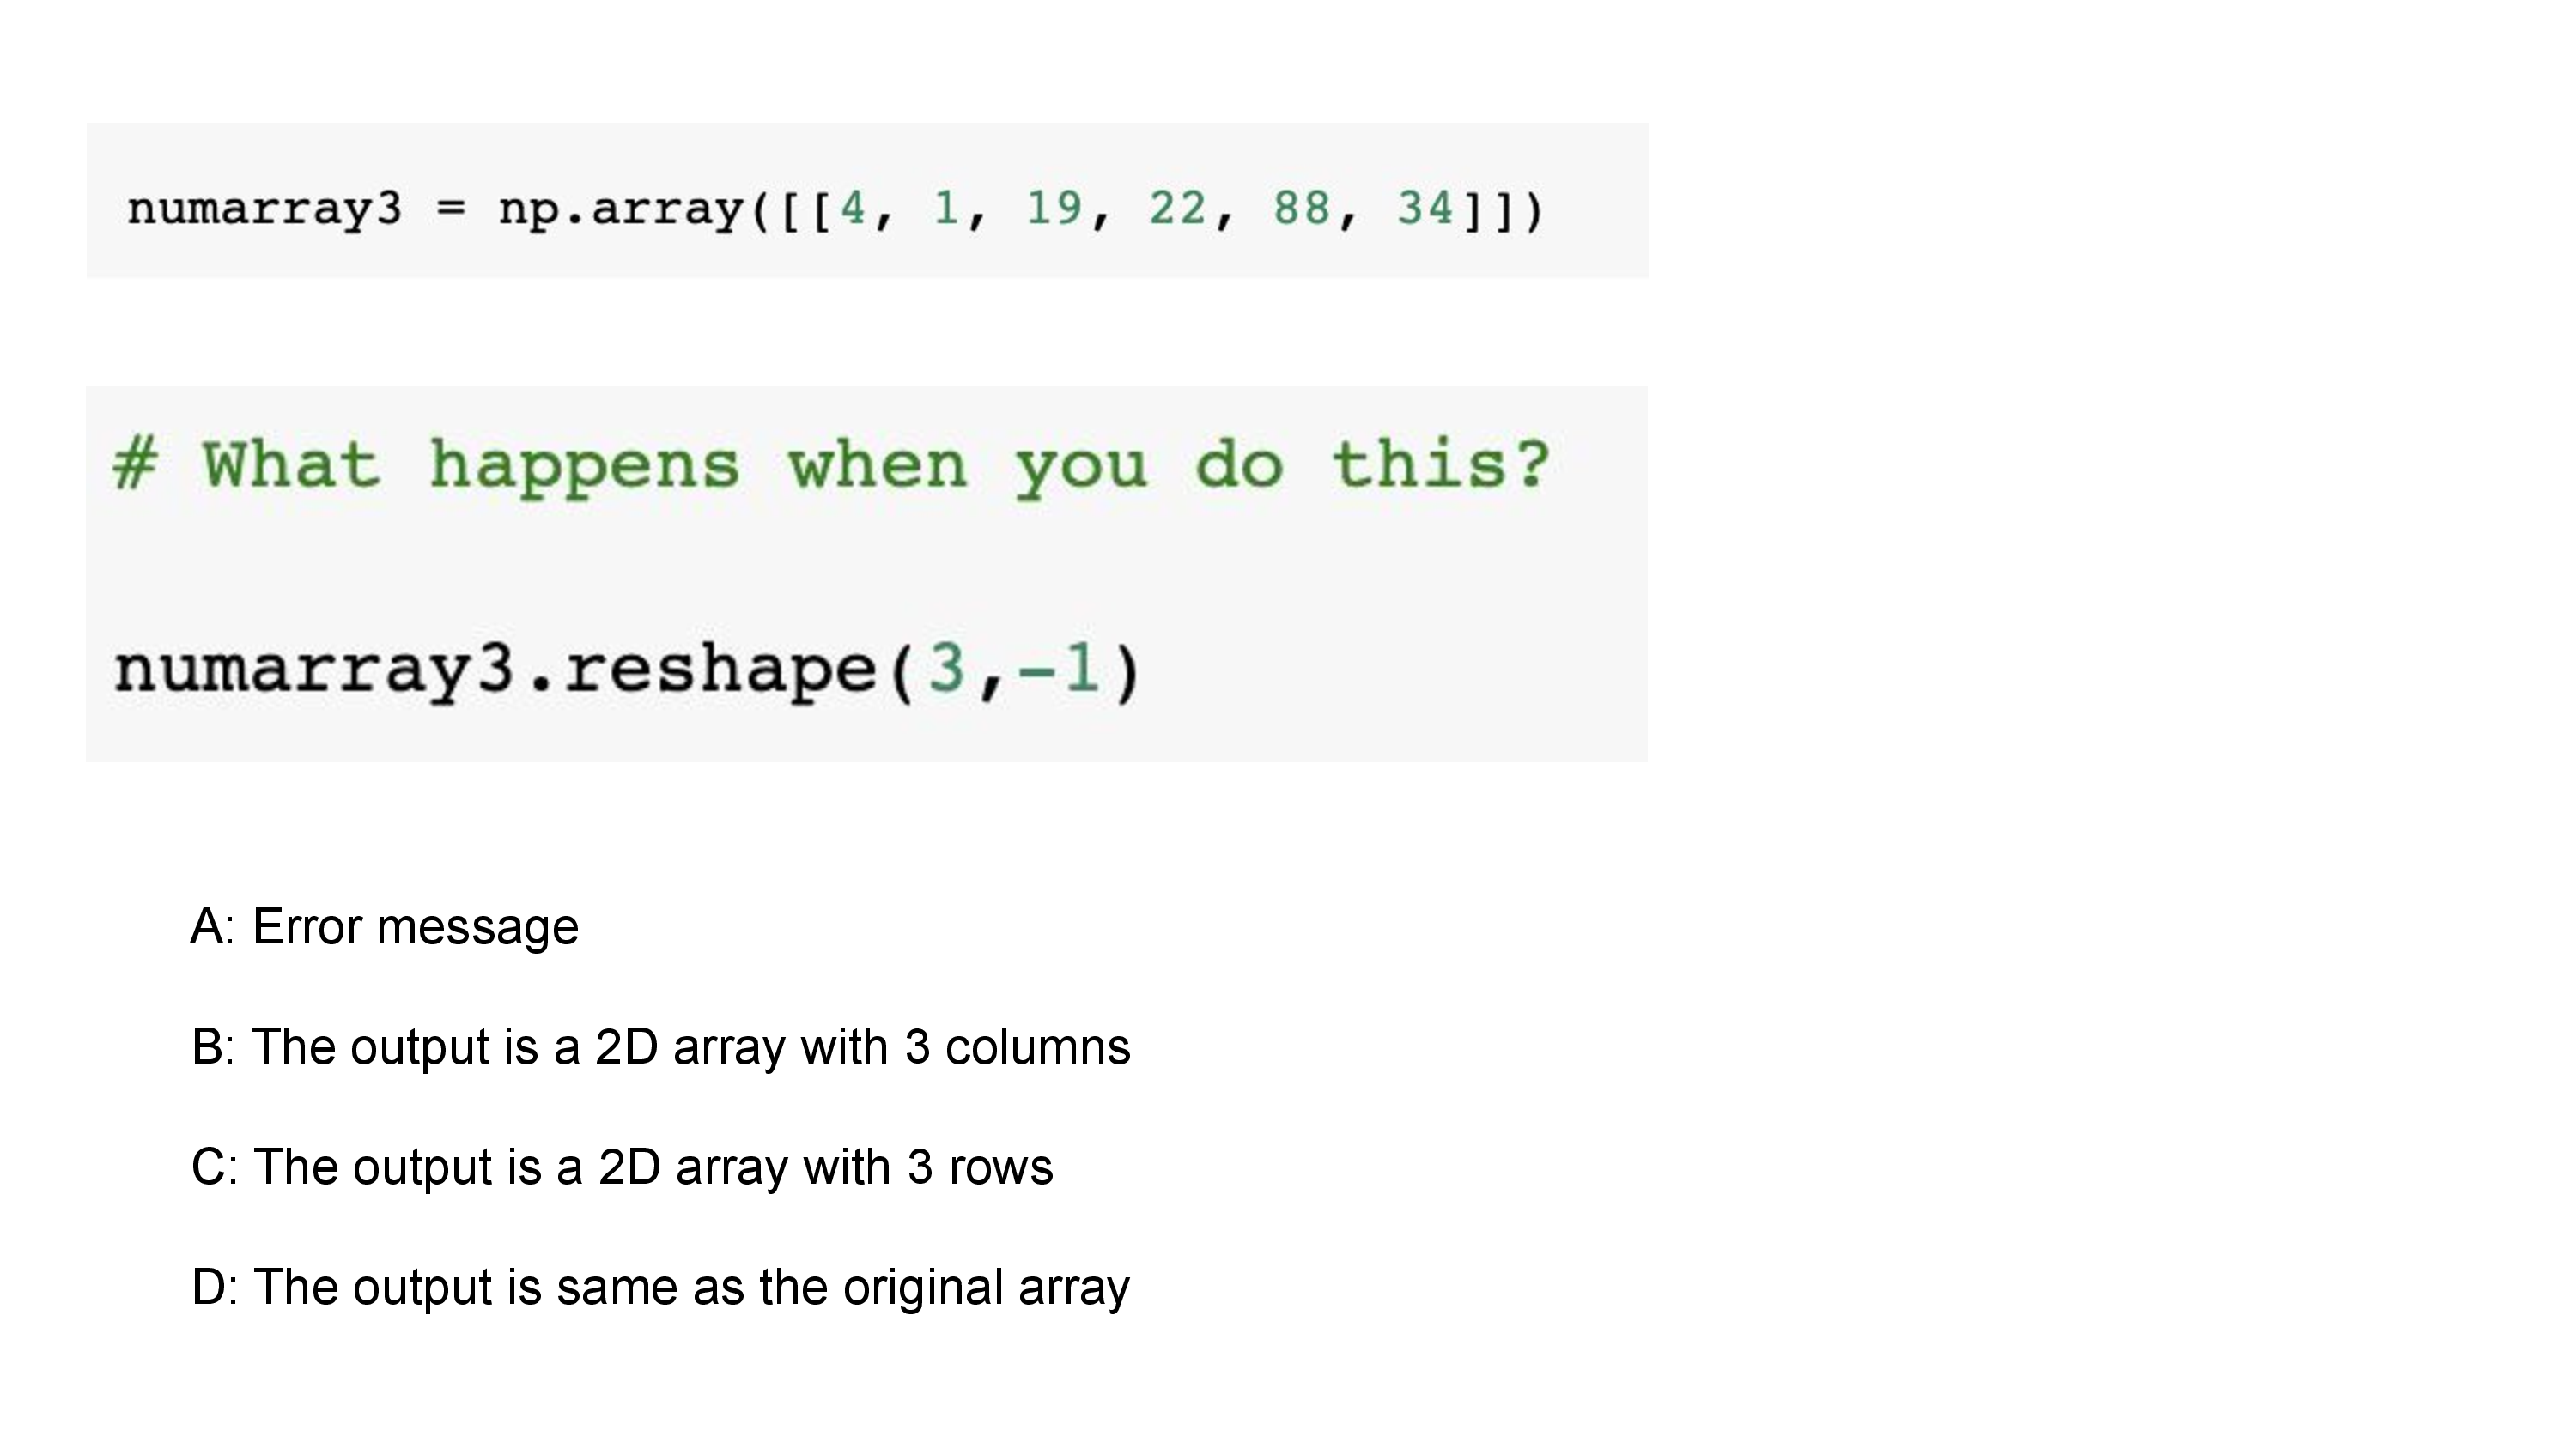 numarray3 = np.array([[4, 1, 19, 22, 88, 34]])
# What happens when you do this?
numarray3.reshape(3,-1)
A: Error message
B: The output is a 2D array with 3 columns
C: The output is a 2D array with 3 rows
D: The output is same as the original array